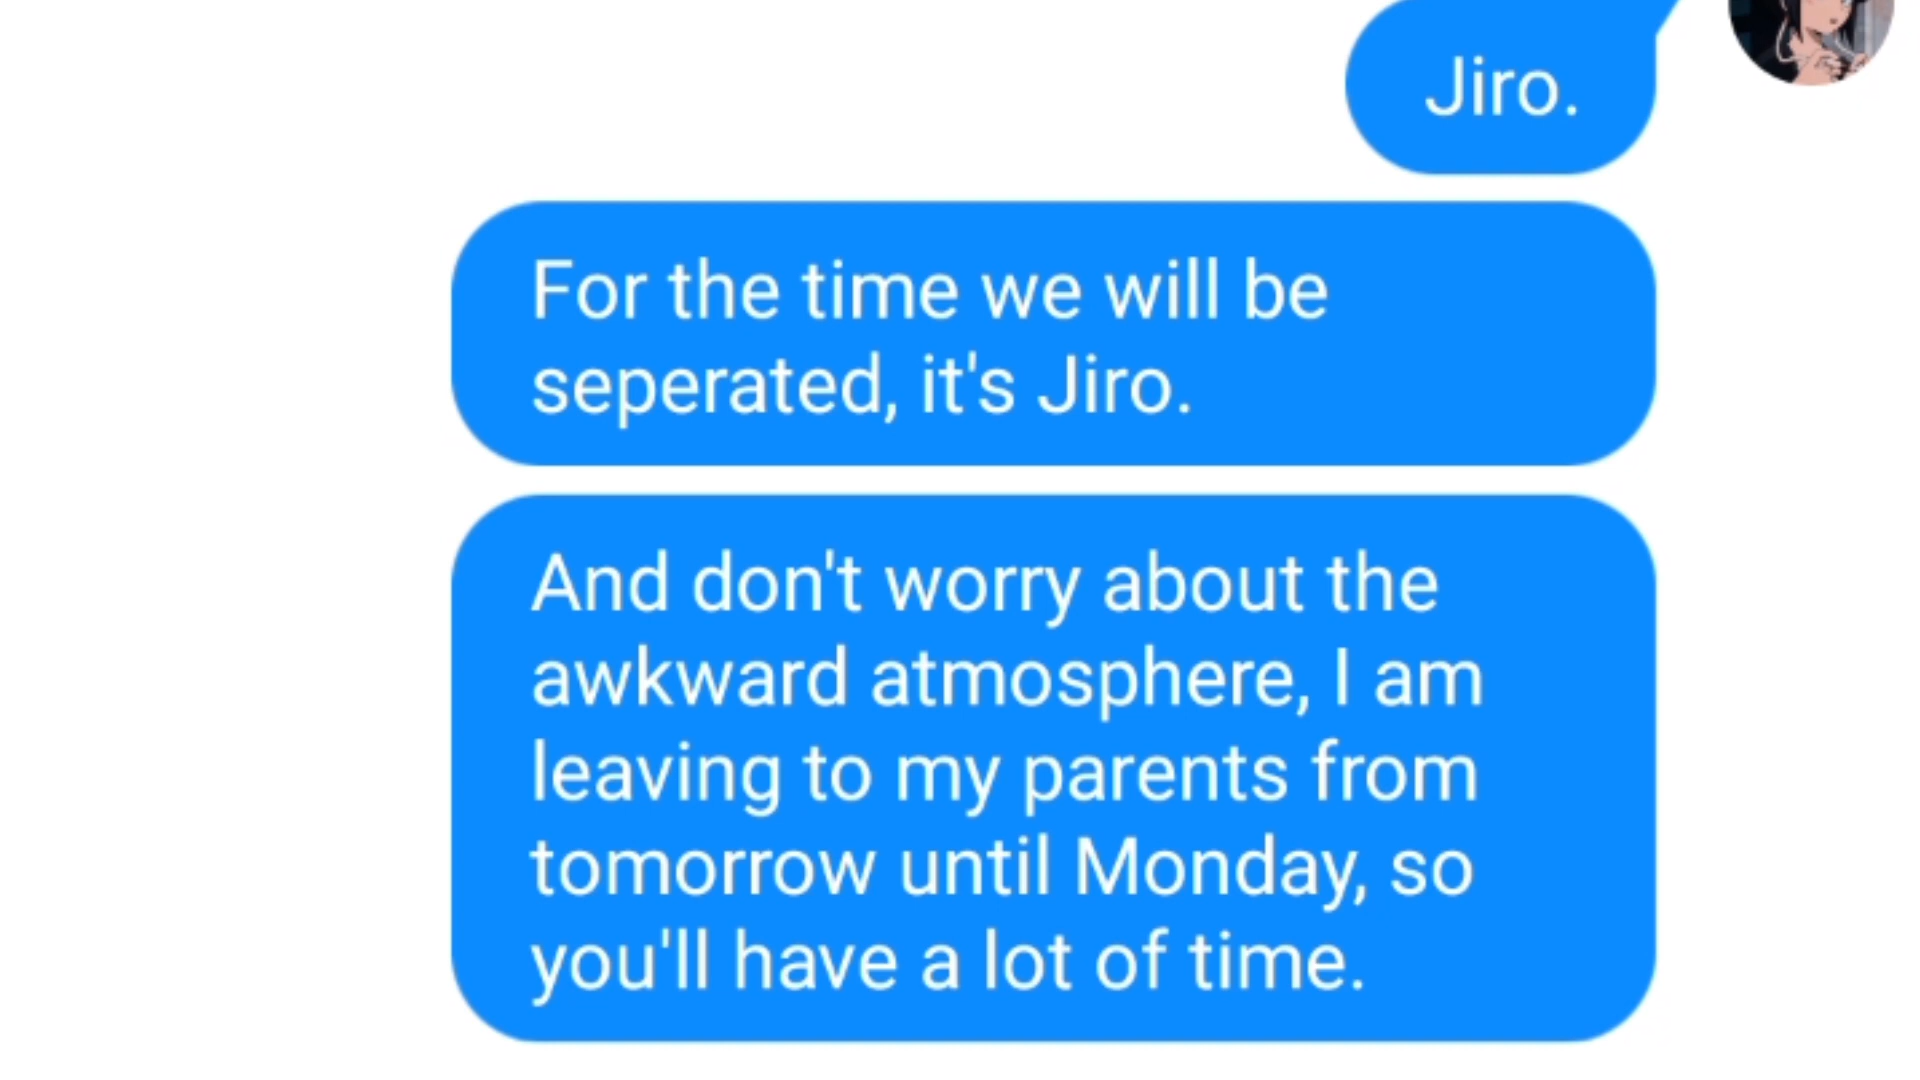 Jiro.
For the time we will be
seperated, it's Jiro.
And don't worry about the
awkward atmosphere, I am
leaving to my parents from
tomorrow until Monday, so
you'll have a lot of time.